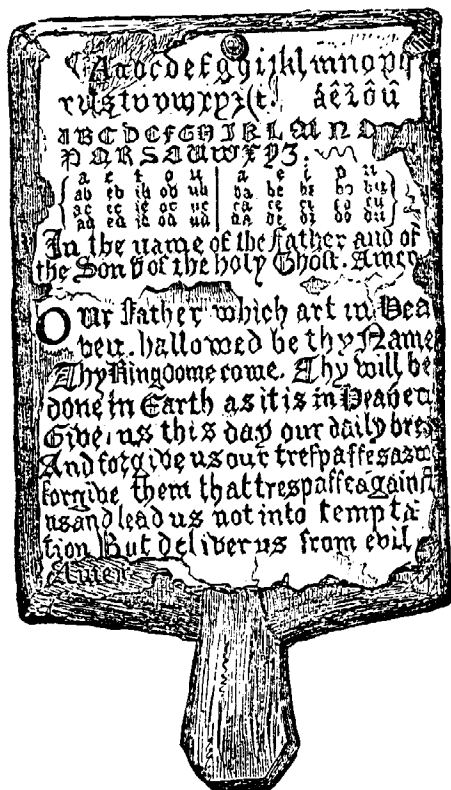 Aabcdefghijklmnopq
rſstuvvwxyz&. áêîôû
ABCDEFGHIKLMNO
PQRSTUWXYZ.
a e i o u a e i o u
ab eb ib ob ub ba be bi bo bu
ac ec ic oc uc ca ce ci co cu
ad ed id od ud da de di do du
In the name of the father and of
the Son & of the holy Ghost. Amen
Our father which art in Hea
ven. hallowed be thy Name
Thy Kingdome come. Thy will be
done in Earth as it is in Heaven
Give us this day our daily bre
And forgive us our treſpaſſes as we
forgive them that trespaſſe againſt
us and lead us not into tempta
tion But deliver us from evil
Amen